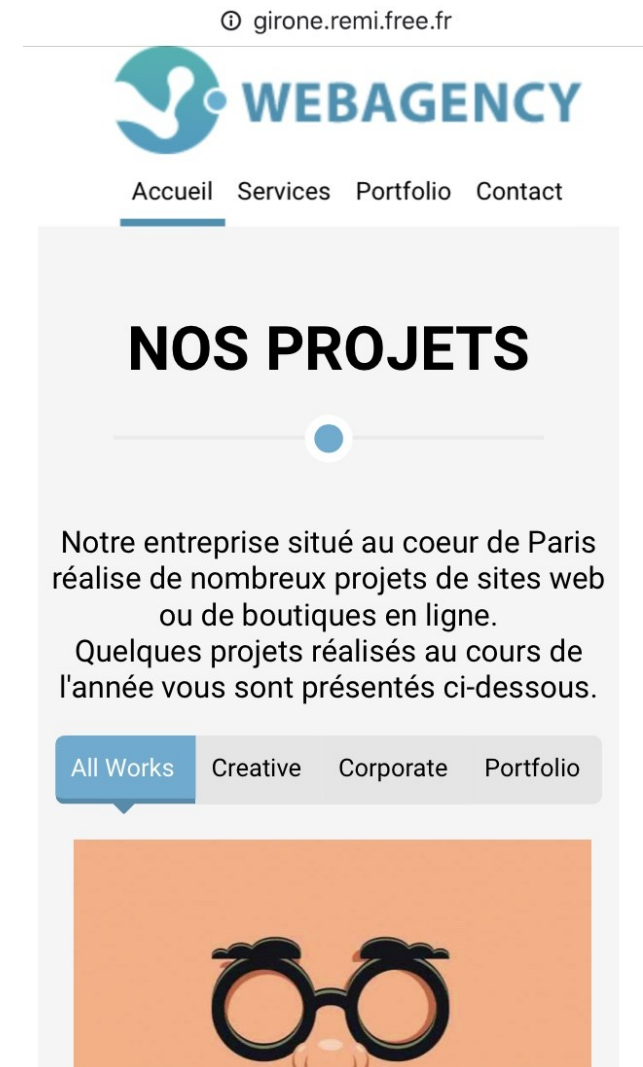 girone.remi.free.fr
WEBAGENCY
Accueil Services Portfolio Contact
NOS PROJETS
Notre entreprise situé au coeur de Paris
réalise de nombreux projets de sites web
ou de boutiques en ligne.
Quelques projets réalisés au cours de
l'année vous sont présentés ci-dessous.
All Works Creative Corporate Portfolio